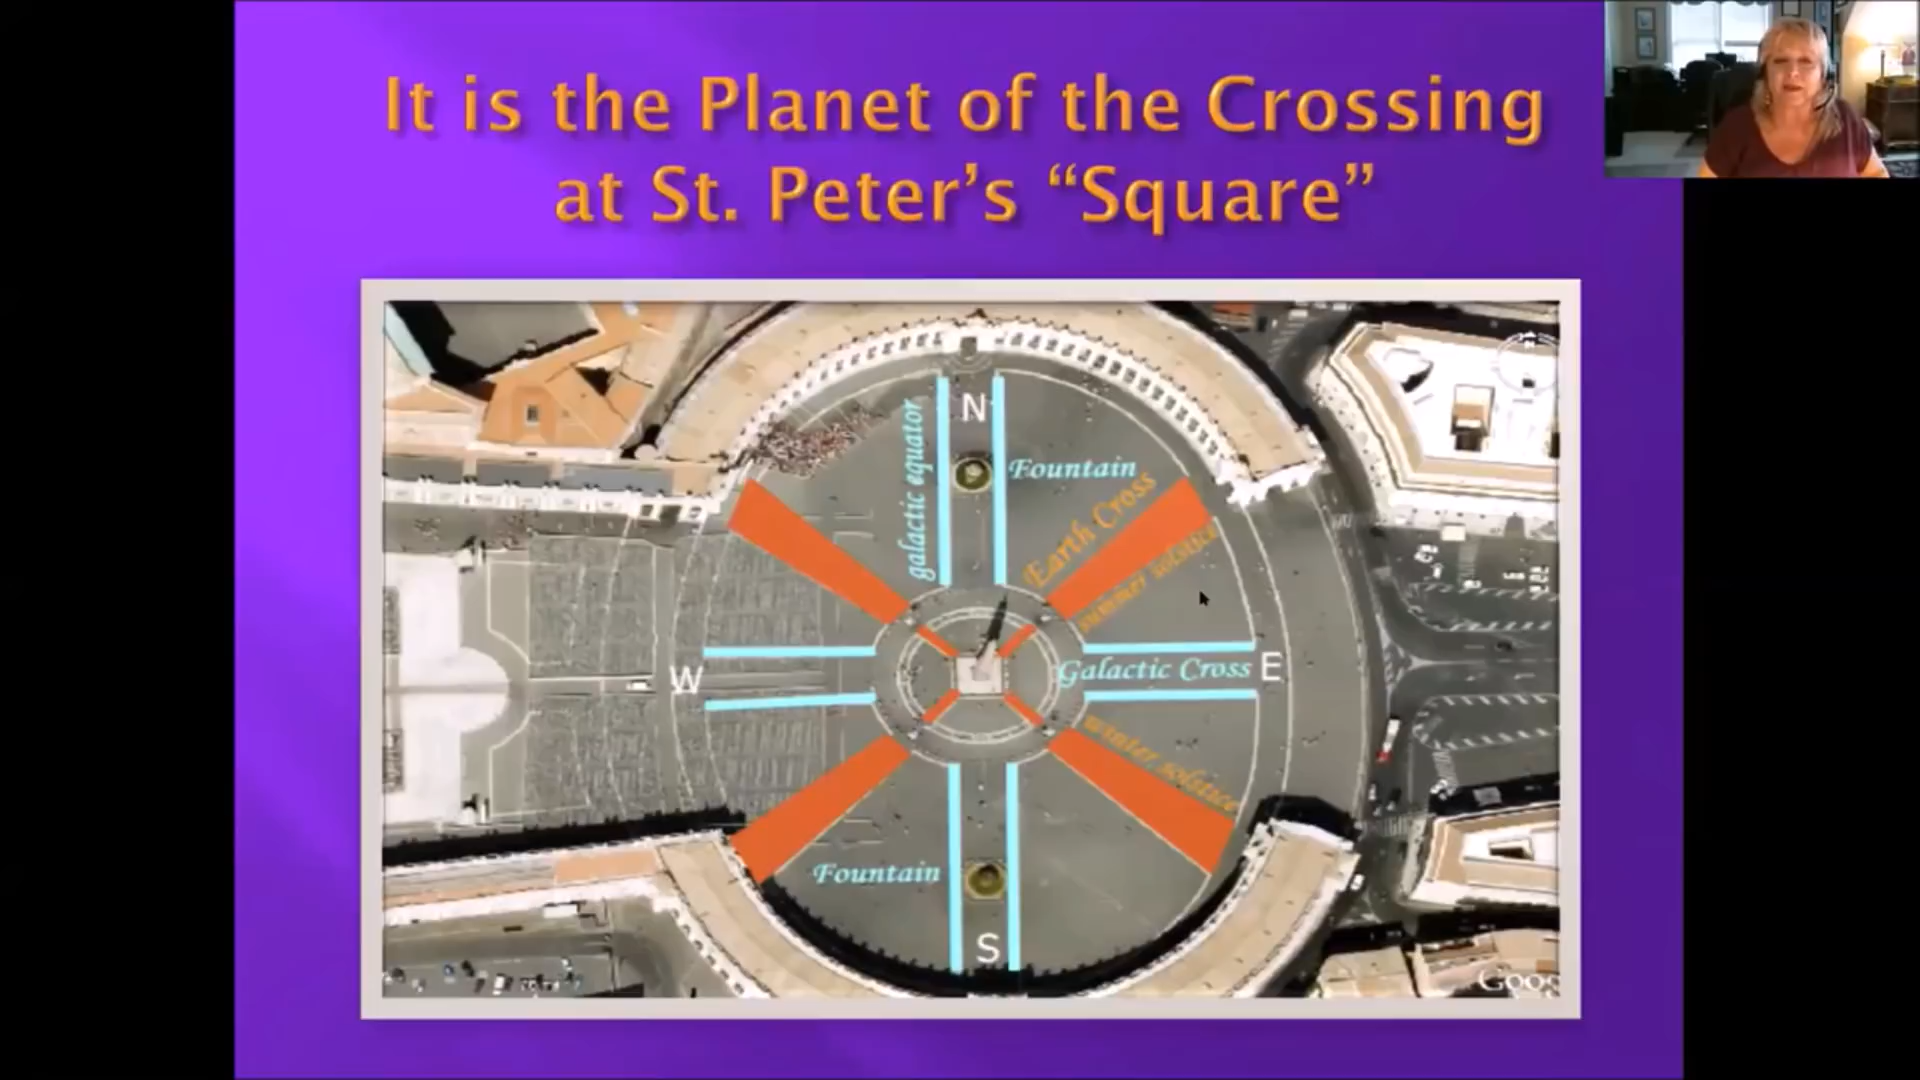 It is the Planet of the Crossing
at St. Peter's “Square”
N
galactic equator
Fountain
Earth Cross
summer solstice
W
Galactic Cross
E
winter solstice
Fountain
S
Goog